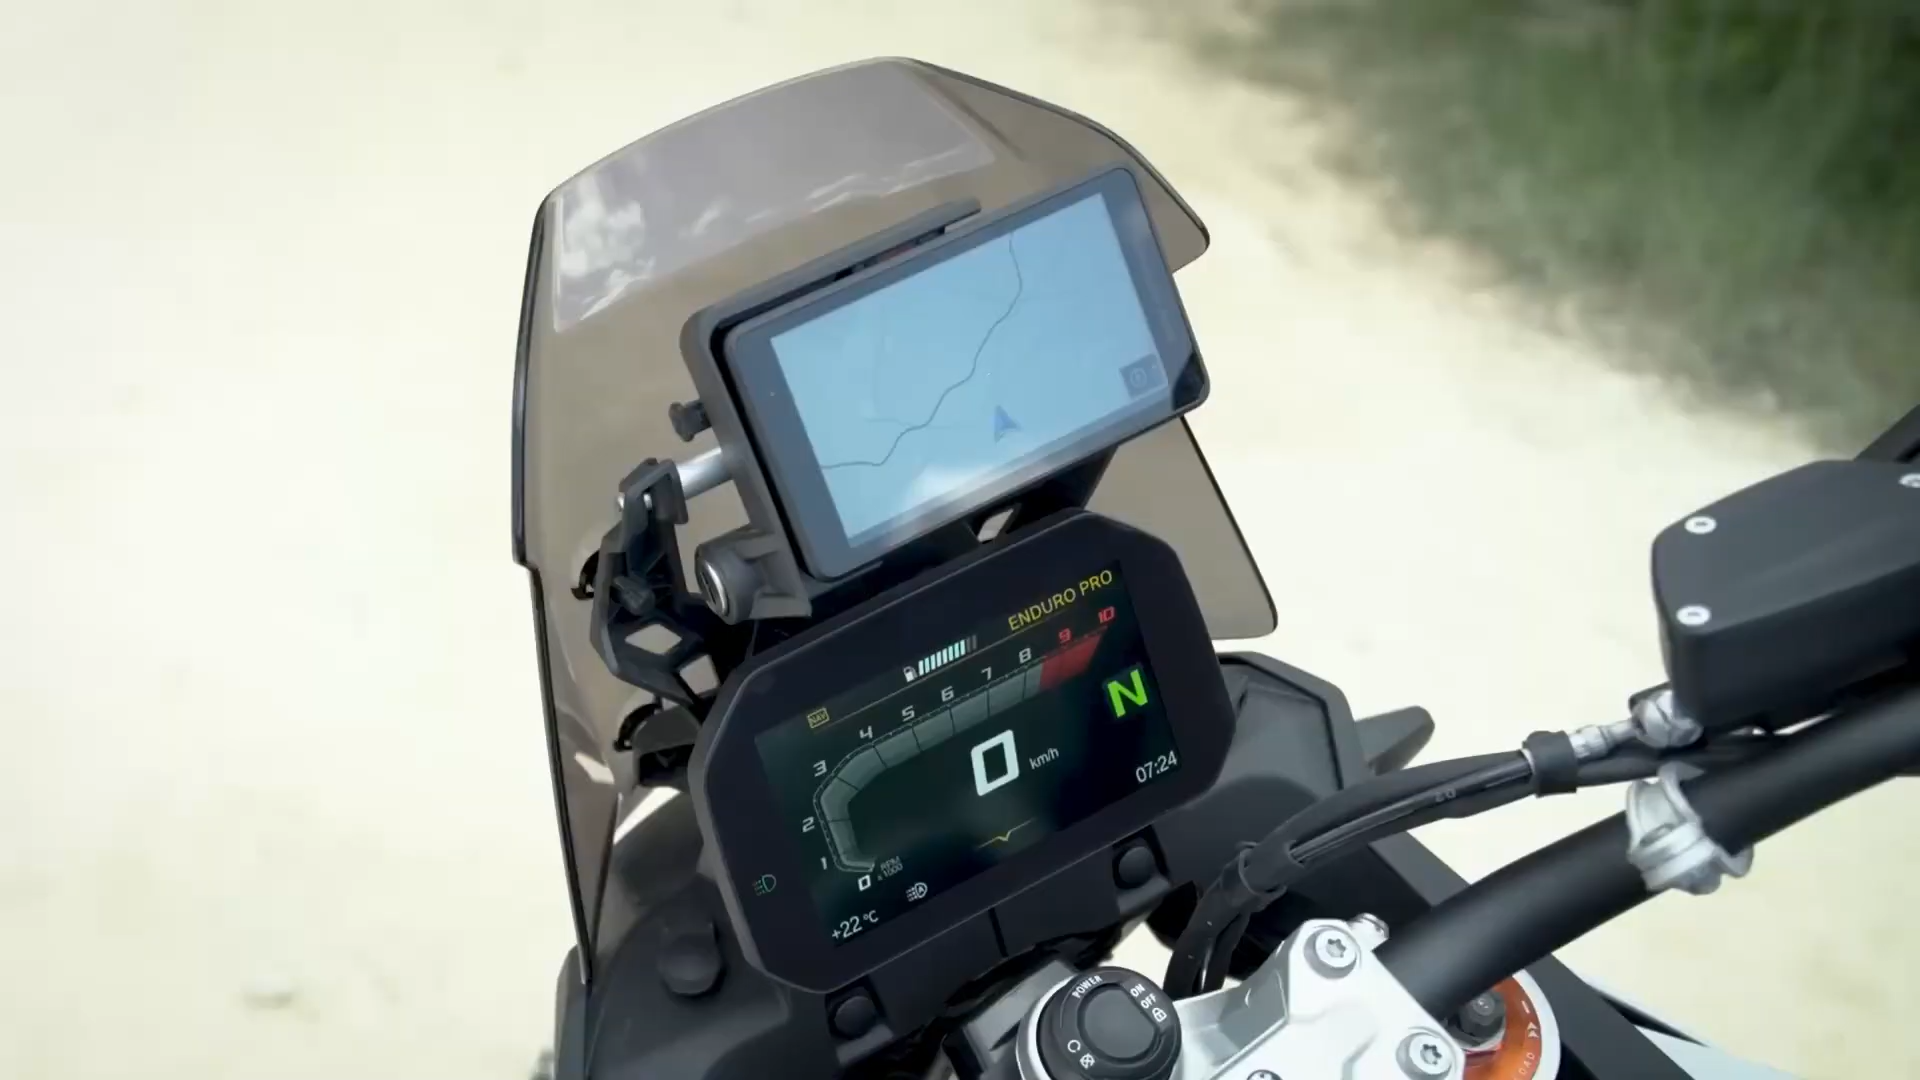 ENDURO PRO
NAV
1 2 3 4 5 6 7 8 9 10
N
0 km/h
07:24
0 RPM
x 1000
+22 °C
POWER
ON
OFF